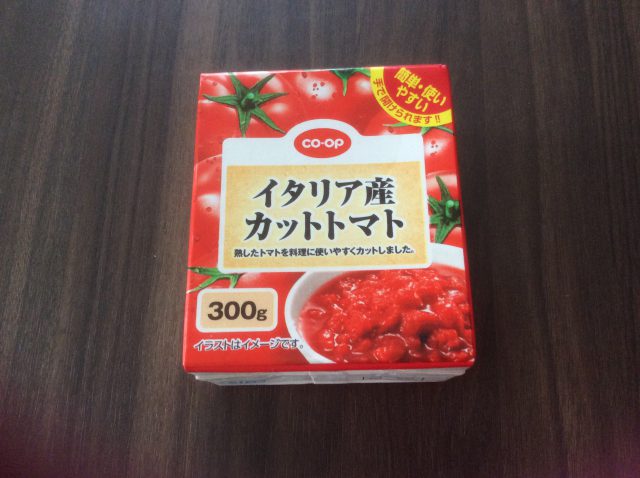 簡単・使い
やすい
手で開けられます!!
CO-OP
イタリア産
カットトマト
熟したトマトを料理に使いやすくカットしました。
300g
イラストはイメージです。